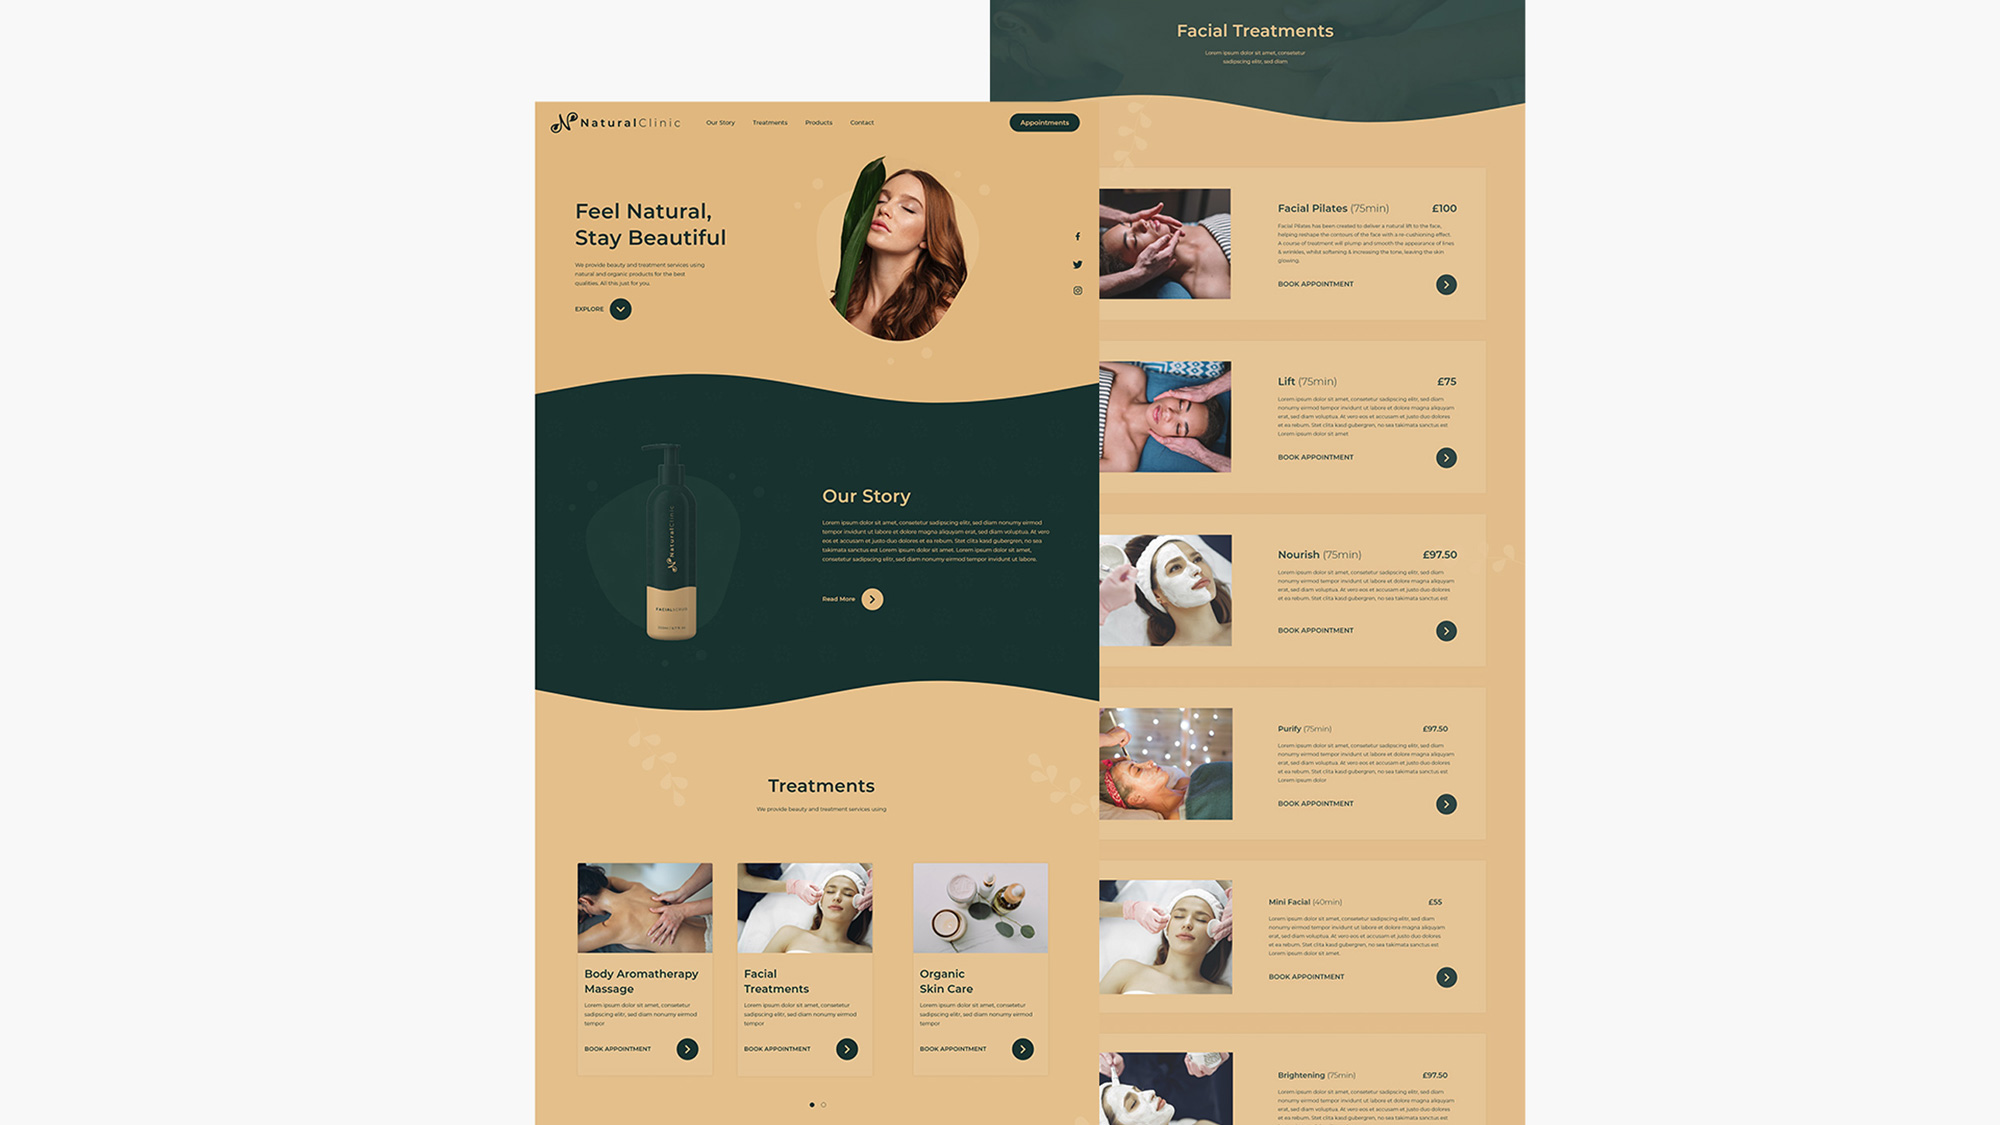 NaturalClinic
Our Story
Treatments
Products
Contact
Appointments
Feel Natural,
Stay Beautiful
We provide beauty and treatment services using
natural and organic products for the best
qualities. All this just for you.
EXPLORE
NaturalClinic
FACIALSCRUB
Our Story
Lorem ipsum dolor sit amet, consetetur sadipscing elitr, sed diam nonumy eirmod
tempor invidunt ut labore et dolore magna aliquyam erat, sed diam voluptua. At vero
eos et accusam et justo duo dolores et ea rebum. Stet clita kasd gubergren, no sea
takimata sanctus est Lorem ipsum dolor sit amet. Lorem ipsum dolor sit amet,
consetetur sadipscing elitr, sed diam nonumy eirmod tempor invidunt ut labore.
Read More
Treatments
We provide beauty and treatment services using
Body Aromatherapy
Massage
Lorem ipsum dolor sit amet, consetetur
sadipscing elitr, sed diam nonumy eirmod
tempor
BOOK APPOINTMENT
Facial
Treatments
Lorem ipsum dolor sit amet, consetetur
sadipscing elitr, sed diam nonumy eirmod
tempor
BOOK APPOINTMENT
Organic
Skin Care
Lorem ipsum dolor sit amet, consetetur
sadipscing elitr, sed diam nonumy eirmod
tempor
BOOK APPOINTMENT
Facial Treatments
Lorem ipsum dolor sit amet, consetetur
sadipscing elitr, sed diam
Facial Pilates (75min) £100
Facial Pilates has been created to deliver a natural lift to the face,
helping reshape the contours of the face with a re-cushioning effect.
A course of treatment will plump and smooth the appearance of lines
& wrinkles, whilst softening & increasing the tone, leaving the skin
glowing.
BOOK APPOINTMENT
Lift (75min) £75
Lorem ipsum dolor sit amet, consetetur sadipscing elitr, sed diam
nonumy eirmod tempor invidunt ut labore et dolore magna aliquyam
erat, sed diam voluptua. At vero eos et accusam et justo duo dolores
et ea rebum. Stet clita kasd gubergren, no sea takimata sanctus est
Lorem ipsum dolor sit amet
BOOK APPOINTMENT
Nourish (75min) £97.50
Lorem ipsum dolor sit amet, consetetur sadipscing elitr, sed diam
nonumy eirmod tempor invidunt ut labore et dolore magna aliquyam
erat, sed diam voluptua. At vero eos et accusam et justo duo dolores
et ea rebum. Stet clita kasd gubergren, no sea takimata sanctus est
BOOK APPOINTMENT
Purify (75min) £97.50
Lorem ipsum dolor sit amet, consetetur sadipscing elitr, sed diam
nonumy eirmod tempor invidunt ut labore et dolore magna aliquyam
erat, sed diam voluptua. At vero eos et accusam et justo duo dolores
et ea rebum. Stet clita kasd gubergren, no sea takimata sanctus est
Lorem ipsum dolor
BOOK APPOINTMENT
Mini Facial (40min) £55
Lorem ipsum dolor sit amet, consetetur sadipscing elitr, sed diam
nonumy eirmod tempor invidunt ut labore et dolore magna aliquyam
erat, sed diam voluptua. At vero eos et accusam et justo duo dolores
et ea rebum. Stet clita kasd gubergren, no sea takimata sanctus est
Lorem ipsum dolor sit amet.
BOOK APPOINTMENT
Brightening (75min) £97.50
Lorem ipsum dolor sit amet, consetetur sadipscing elitr, sed diam
nonumy eirmod tempor invidunt ut labore et dolore magna aliquyam
erat, sed diam voluptua. At vero eos et accusam et justo duo dolores
et ea rebum. Stet clita kasd gubergren, no sea takimata sanctus est